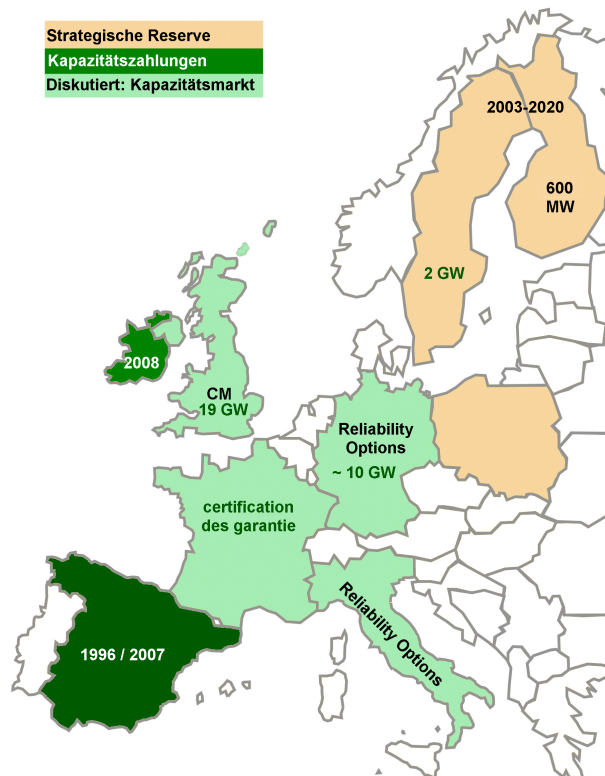 Strategische Reserve
Kapazitätszahlungen
Diskutiert: Kapazitätsmarkt
2003-2020
600
MW
2 GW
2008
CM
19 GW
Reliability
Options
~ 10 GW
certification
des garantie
Reliability Options
1996 / 2007